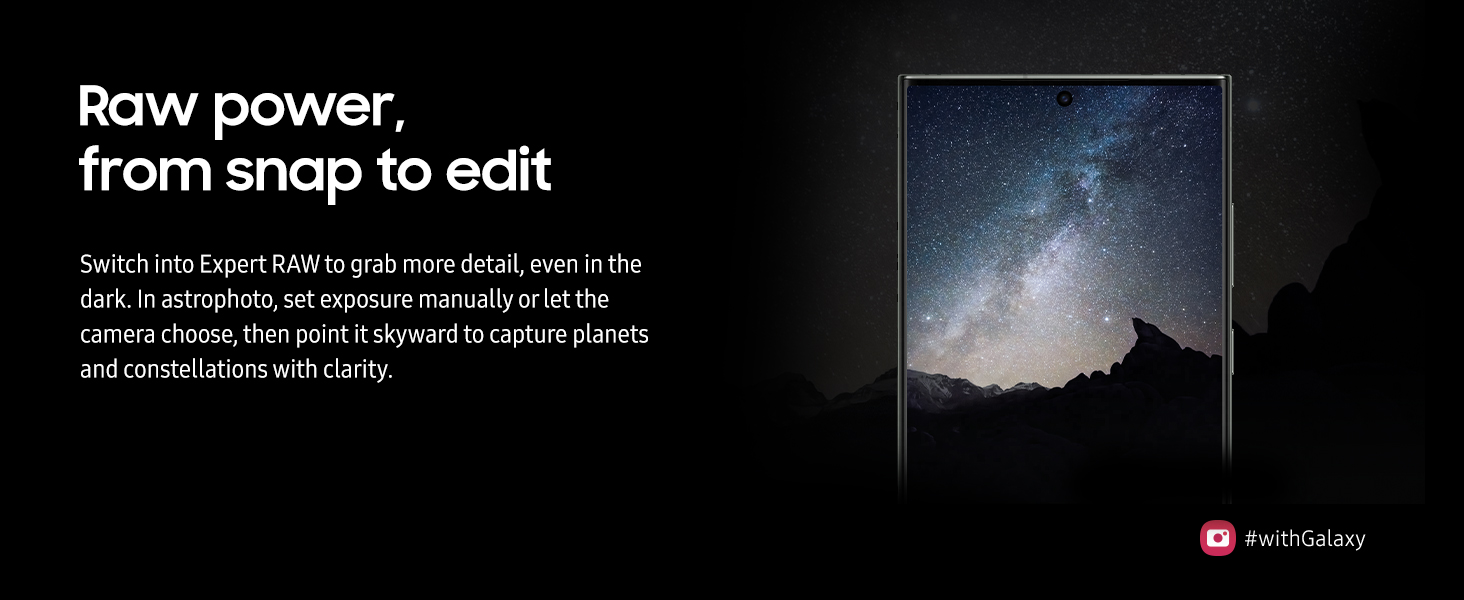 Raw power,
from snap to edit
Switch into Expert RAW to grab more detail, even in the
dark. In astrophoto, set exposure manually or let the
camera choose, then point it skyward to capture planets
and constellations with clarity.
#withGalaxy